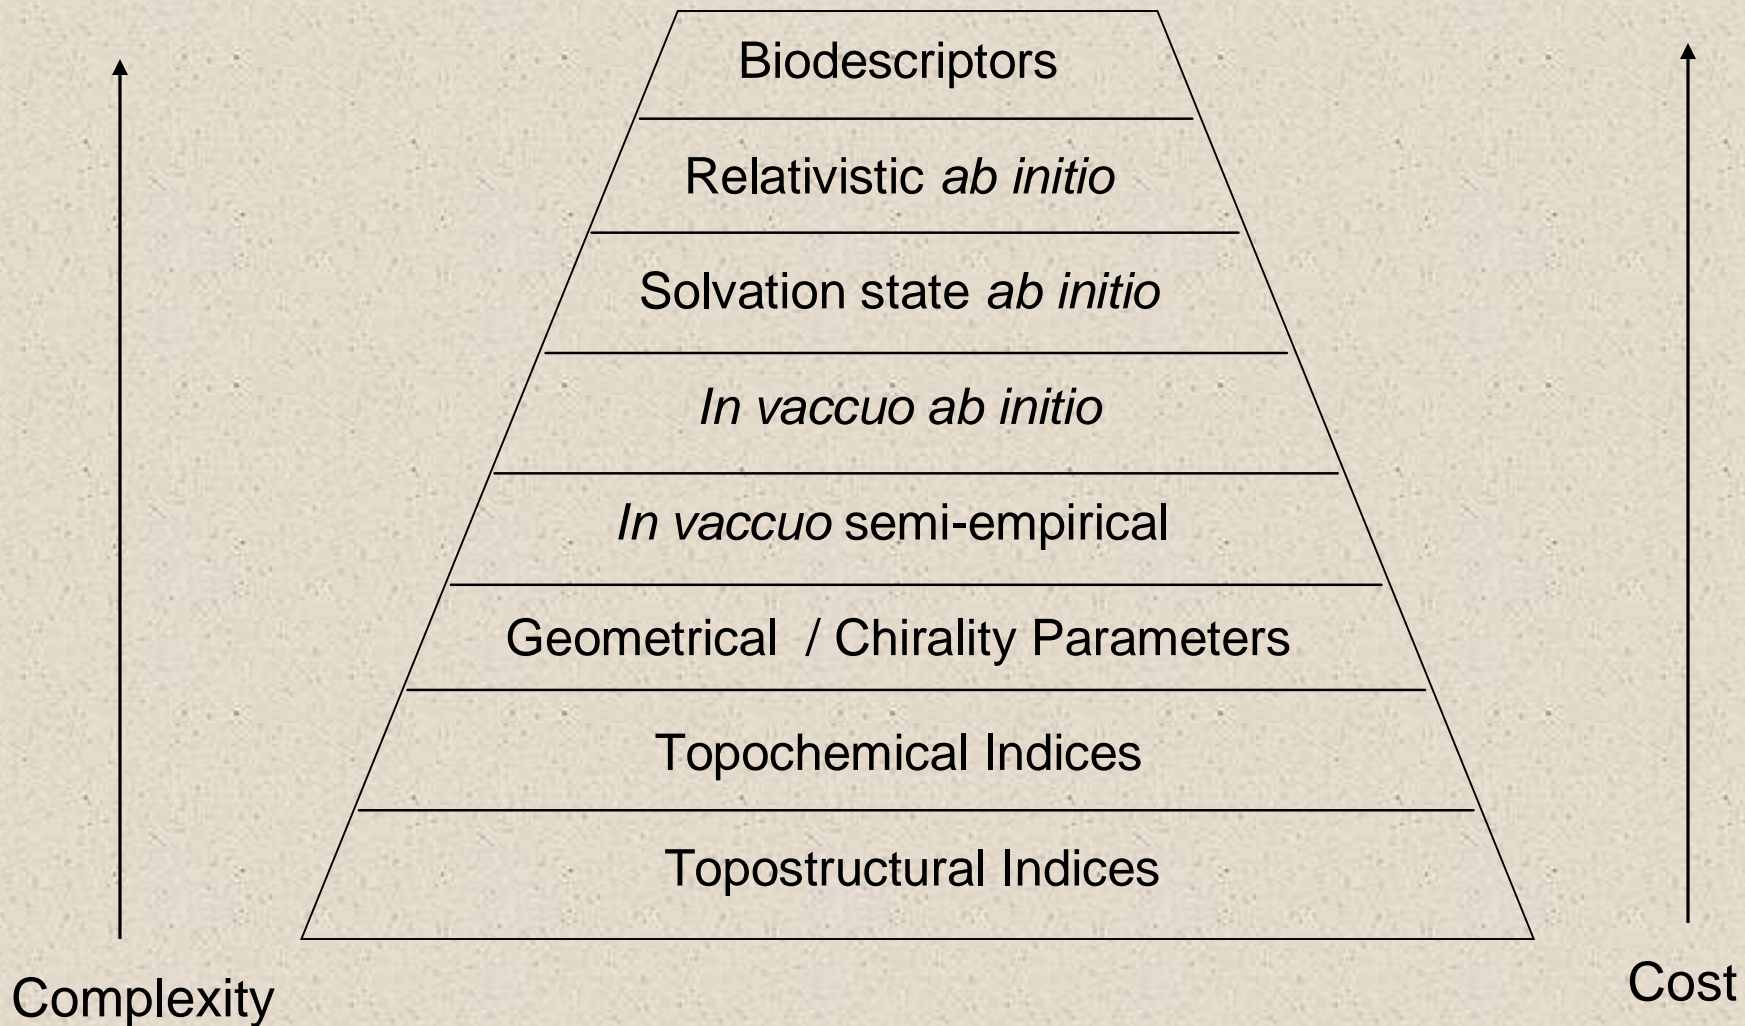 Biodescriptors
Relativistic ab initio
Solvation state ab initio
In vaccuo ab initio
In vaccuo semi-empirical
Geometrical / Chirality Parameters
Topochemical Indices
Topostructural Indices
Complexity
Cost